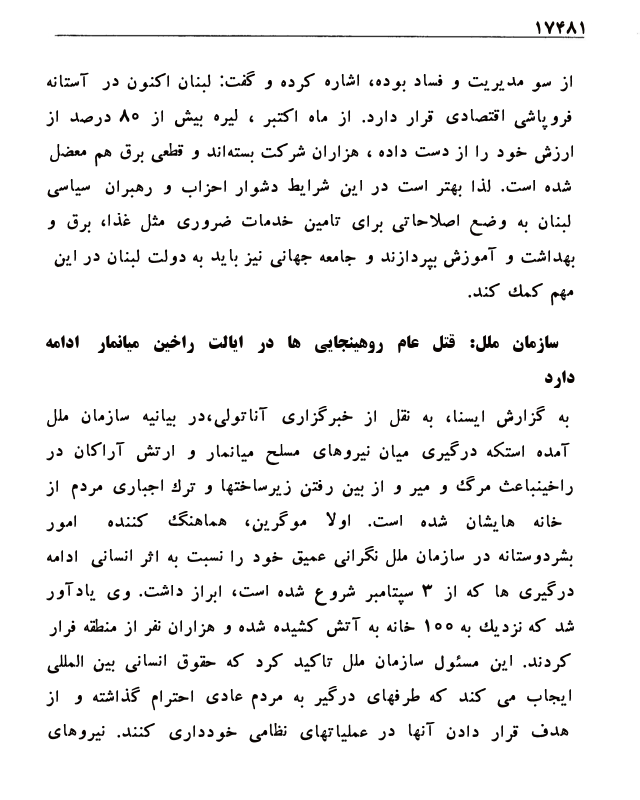 ۱۷۴۸۱
از سو مدیریت و فساد بوده، اشاره کرده و گفت: لبنان اکنون در آستانه
فروپاشی اقتصادی قرار دارد. از ماه اکتبر ، لیره بیش از ۸۰ درصد از
ارزش خود را از دست داده ، هزاران شرکت بسته‌اند و قطعی برق هم معضل
شده است. لذا بهتر است در این شرایط دشوار احزاب و رهبران سیاسی
لبنان به وضع اصلاحاتی برای تامین خدمات ضروری مثل غذا، برق و
بهداشت و آموزش بپردازند و جامعه جهانی نیز باید به دولت لبنان در این
مهم کمک کند.
سازمان ملل: قتل عام روهینجایی ها در ایالت راخین میانمار ادامه
دارد
به گزارش ایسنا، به نقل از خبرگزاری آناتولی،در بیانیه سازمان ملل
آمده استکه درگیری میان نیروهای مسلح میانمار و ارتش آراکان در
راخینباعث مرگ و میر و از بین رفتن زیرساختها و ترک اجباری مردم از
خانه هایشان شده است. اولا موگرین، هماهنگ کننده امور
بشردوستانه در سازمان ملل نگرانی عمیق خود را نسبت به اثر انسانی ادامه
درگیری ها که از ۳ سپتامبر شروع شده است، ابراز داشت. وی یادآور
شد که نزدیک به ۱۰۰ خانه به آتش کشیده شده و هزاران نفر از منطقه فرار
کردند. این مسئول سازمان ملل تاکید کرد که حقوق انسانی بین المللی
ایجاب می کند که طرفهای درگیر به مردم عادی احترام گذاشته و از
هدف قرار دادن آنها در عملیاتهای نظامی خودداری کنند. نیروهای